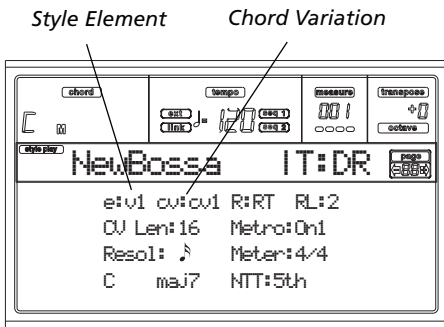 Style Element Chord Variation
chord tempo measure transpose
C M ext link ♩= 120 seq 1 seq 2 001 +0 octave
style play NewBossa IT:DR page
e:v1 cv:cv1 R:RT RL:2
CV Len:16 Metro:On1
Resol: ♪ Meter:4/4
C maj7 NTT:5th